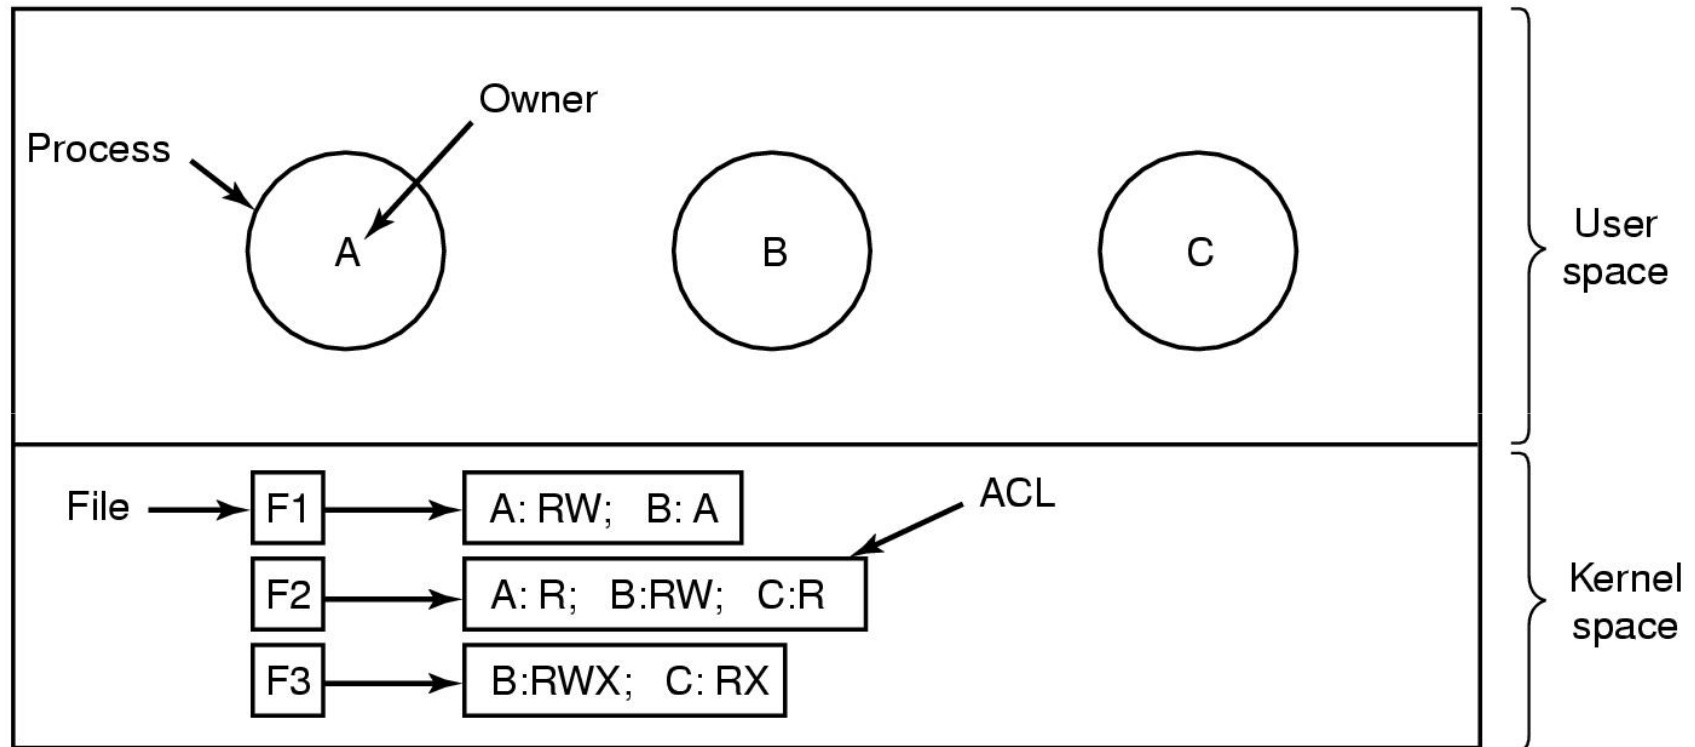 Owner
Process
A
B
C
User
space
File
F1
A: RW; B: A
ACL
F2
A: R; B:RW; C:R
F3
B:RWX; C: RX
Kernel
space